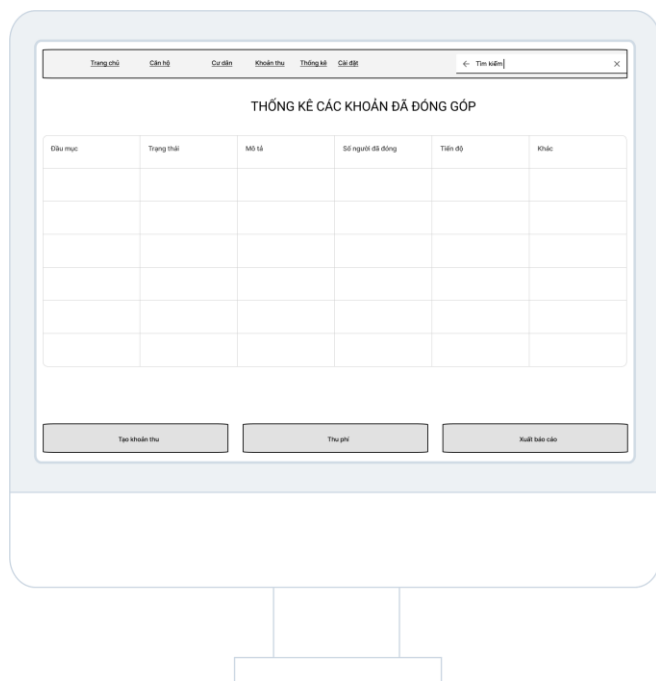 Trang chủ Căn hộ Cư dân Khoản thu Thống kê Cài đặt Tìm kiếm
THỐNG KÊ CÁC KHOẢN ĐÃ ĐÓNG GÓP
Đầu mục Trạng thái Mô tả Số người đã đóng Tiến độ Khác
Tạo khoản thu Thu phí Xuất báo cáo